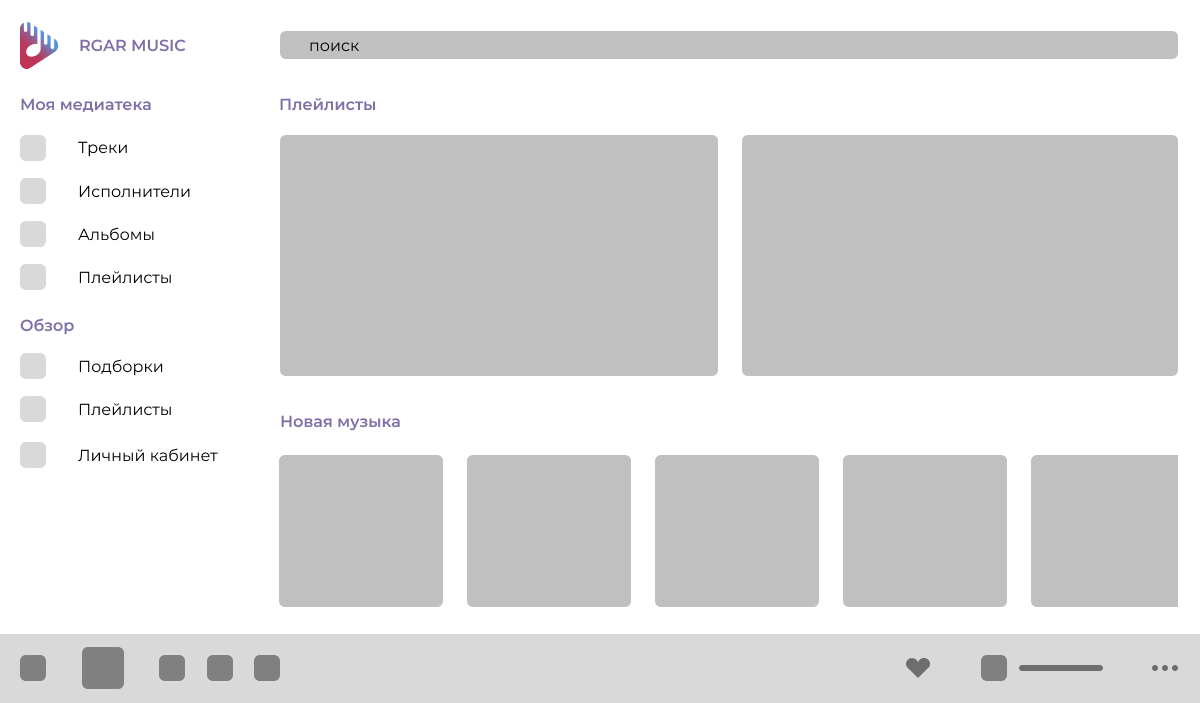 RGAR MUSIC
поиск
Моя медиатека
Треки
Исполнители
Альбомы
Плейлисты
Обзор
Подборки
Плейлисты
Личный кабинет
Плейлисты
Новая музыка